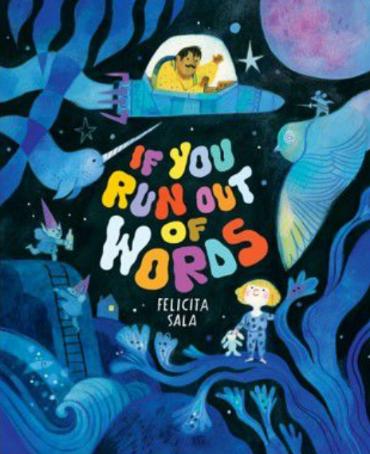 IF YOU
RUN OUT
OF
WORDS
FELICITA
SALA